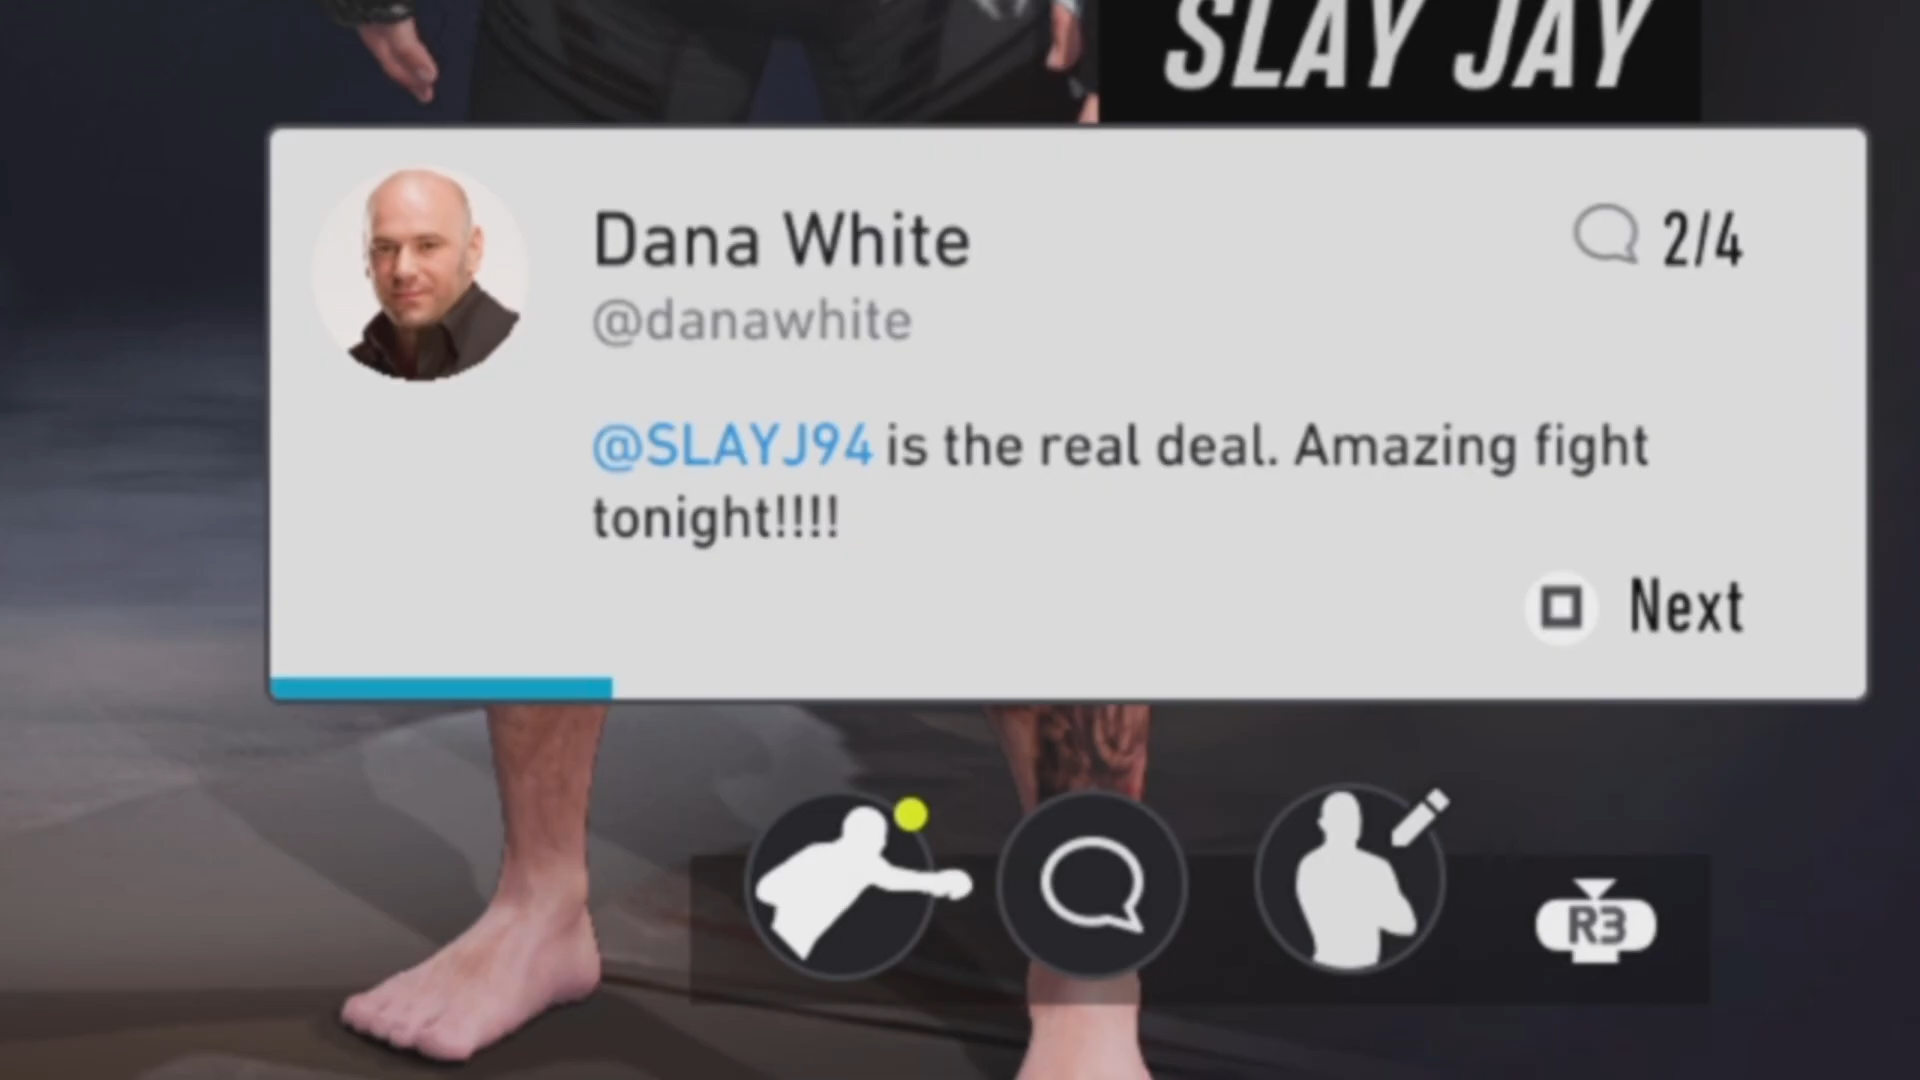 SLAY JAY
Dana White
2/4
@danawhite
@SLAYJ94 is the real deal. Amazing fight
tonight!!!!
Next
R3